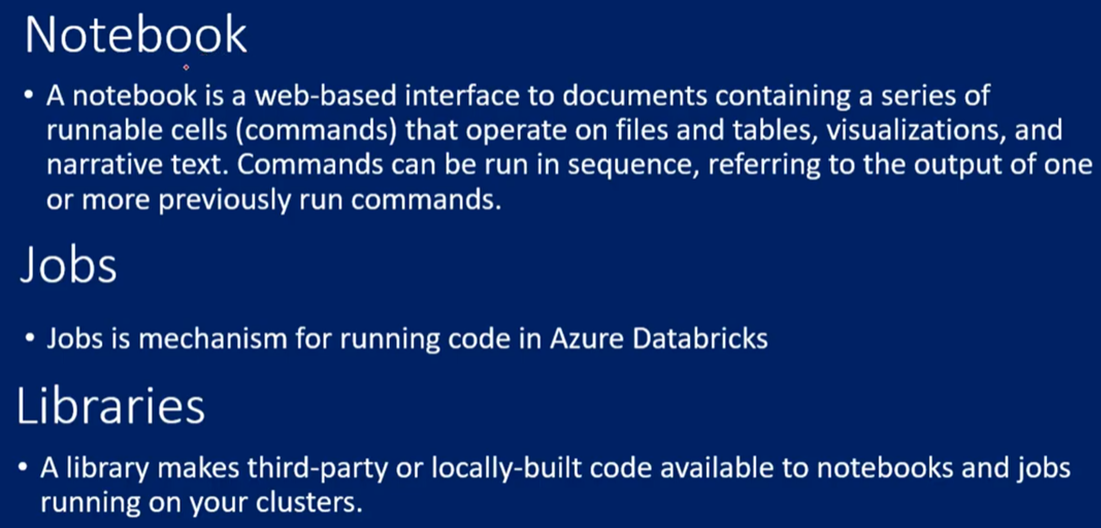 Notebook
• A notebook is a web-based interface to documents containing a series of
runnable cells (commands) that operate on files and tables, visualizations, and
narrative text. Commands can be run in sequence, referring to the output of one
or more previously run commands.
Jobs
• Jobs is mechanism for running code in Azure Databricks
Libraries
• A library makes third-party or locally-built code available to notebooks and jobs
running on your clusters.